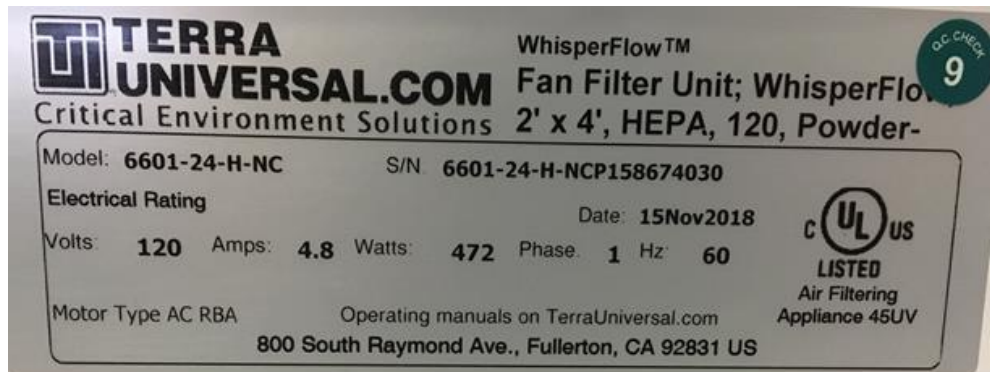 TERRA
UNIVERSAL.COM
Critical Environment Solutions
WhisperFlow™
Fan Filter Unit; WhisperFlo
2' x 4', HEPA, 120, Powder-
Q.C. CHECK
9
Model: 6601-24-H-NC S/N. 6601-24-H-NCP158674030
Electrical Rating
Date: 15Nov2018
Volts: 120 Amps: 4.8 Watts: 472 Phase. 1 Hz 60
C UL US
LISTED
Air Filtering
Appliance 45UV
Motor Type AC RBA Operating manuals on TerraUniversal.com
800 South Raymond Ave., Fullerton, CA 92831 US